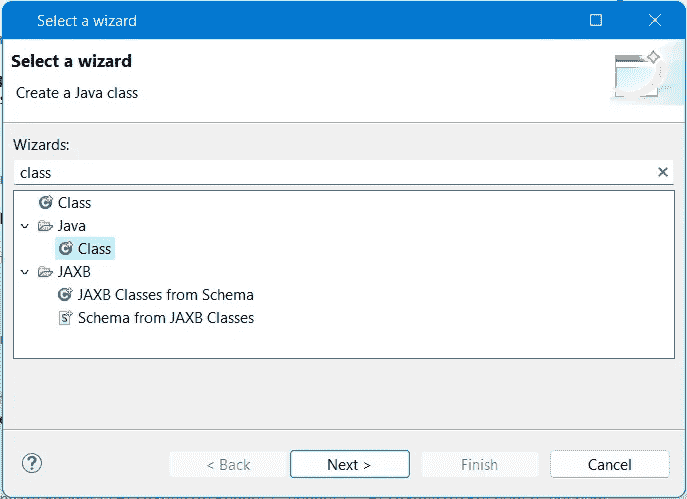 Select a wizard
Select a wizard
Create a Java class
Wizards:
class
Class
Java
Class
JAXB
JAXB Classes from Schema
Schema from JAXB Classes
< Back Next > Finish Cancel